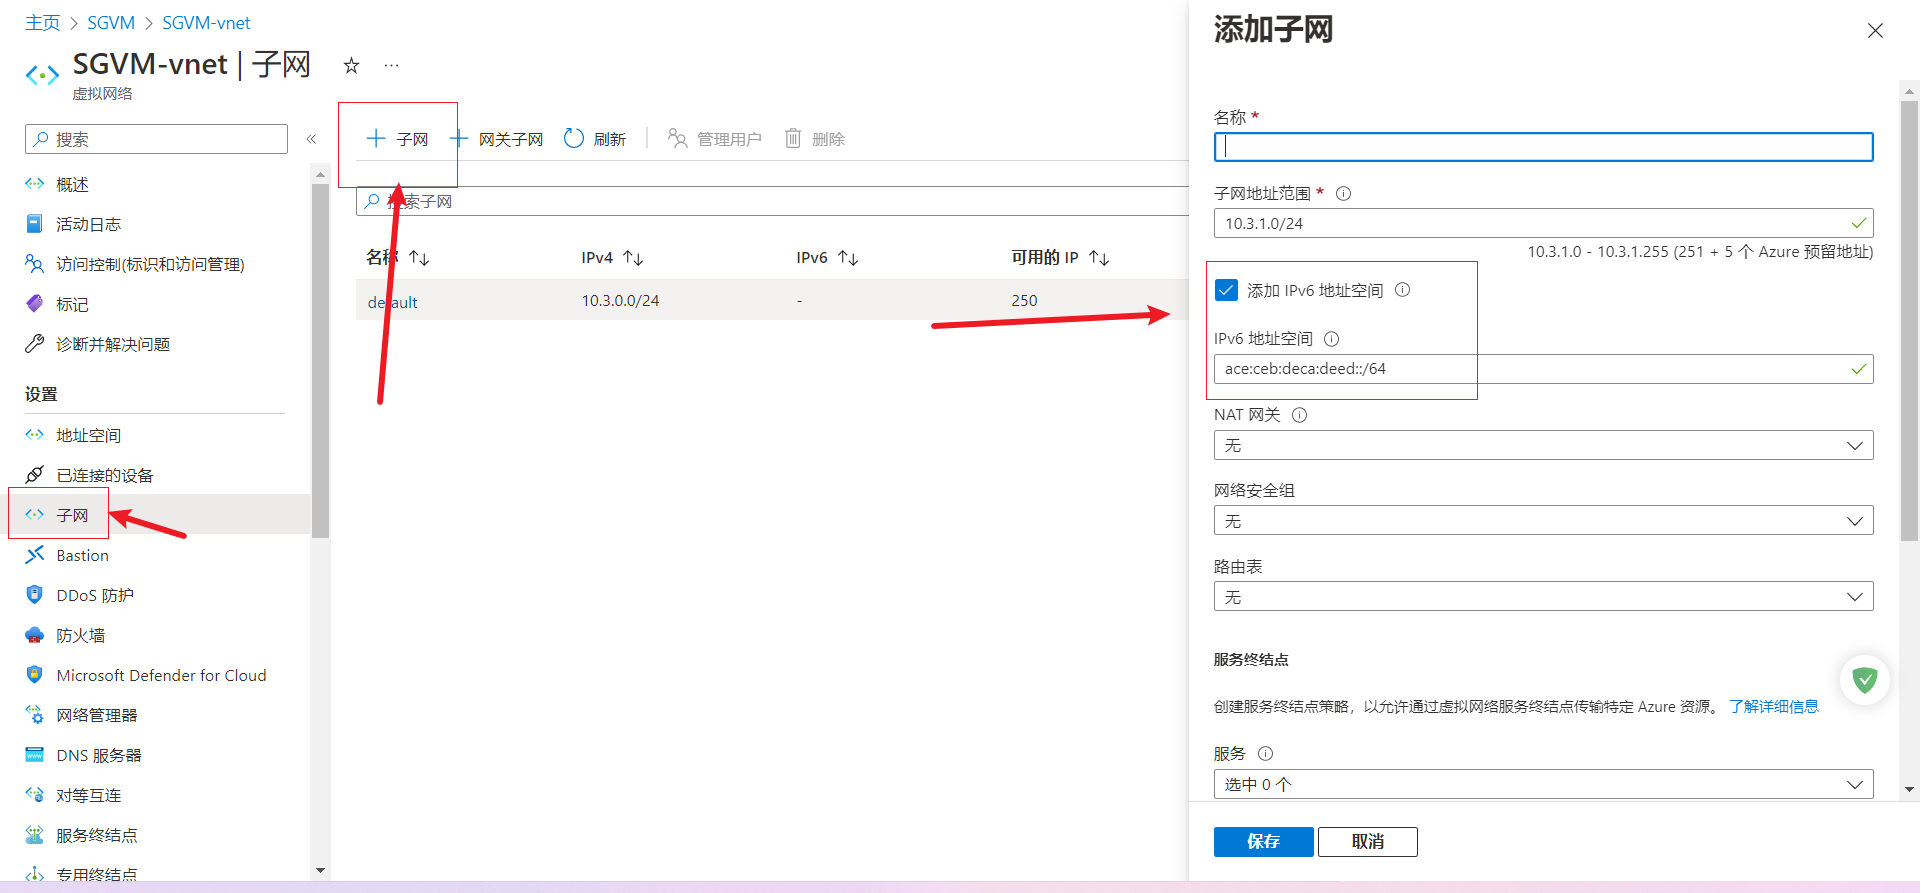 主页 > SGVM > SGVM-vnet
SGVM-vnet | 子网
虚拟网络
搜索
概述
活动日志
访问控制(标识和访问管理)
标记
诊断并解决问题
设置
地址空间
已连接的设备
子网
Bastion
DDoS 防护
防火墙
Microsoft Defender for Cloud
网络管理器
DNS 服务器
对等互连
服务终结点
专用终结点
子网 网关子网 刷新 管理用户 删除
搜索子网
名称 IPv4 IPv6 可用的 IP
default 10.3.0.0/24 - 250
添加子网
名称 *
子网地址范围 *
10.3.1.0/24
10.3.1.0 - 10.3.1.255 (251 + 5 个 Azure 预留地址)
添加 IPv6 地址空间
IPv6 地址空间
ace:ceb:deca:deed::/64
NAT 网关
无
网络安全组
无
路由表
无
服务终结点
创建服务终结点策略，以允许通过虚拟网络服务终结点传输特定 Azure 资源。 了解详细信息
服务
选中 0 个
保存 取消